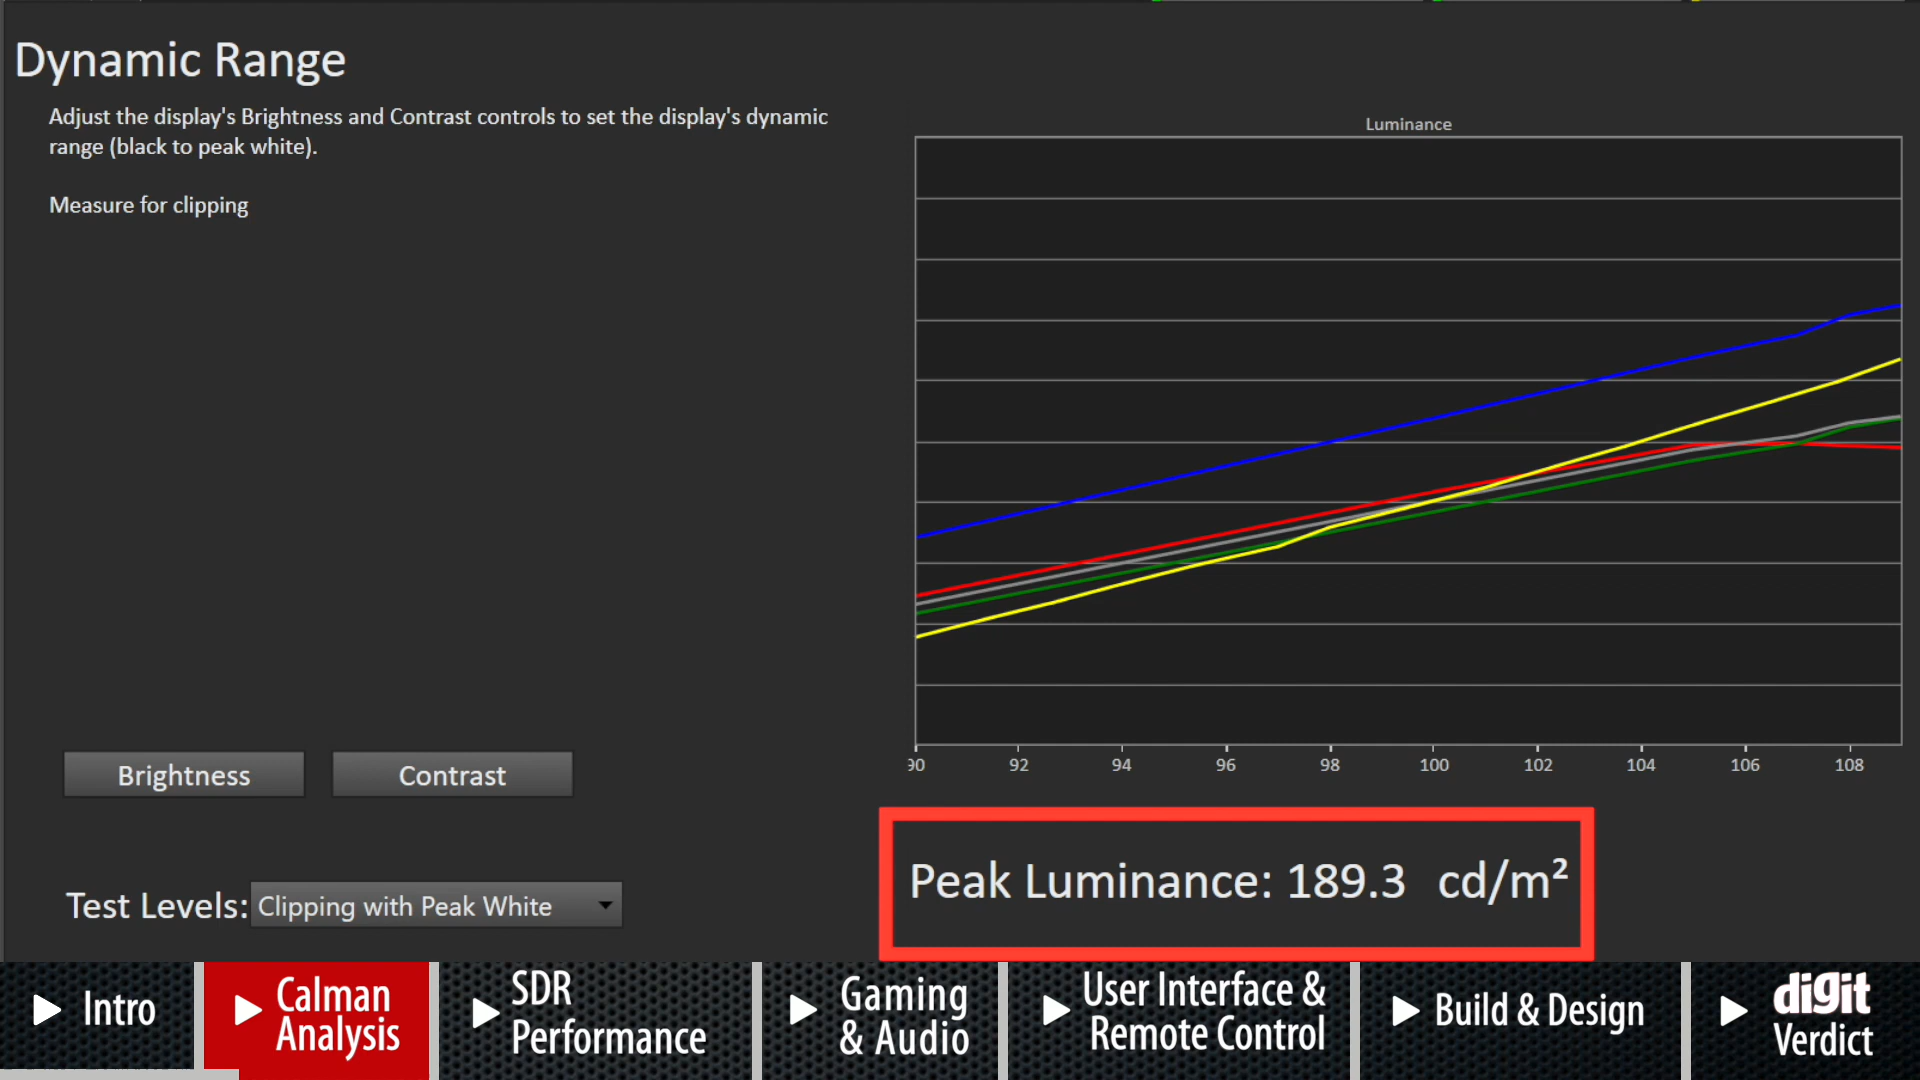 Dynamic Range
Adjust the display's Brightness and Contrast controls to set the display's dynamic
range (black to peak white).
Measure for clipping
Luminance
90 92 94 96 98 100 102 104 106 108
Brightness
Contrast
Test Levels: Clipping with Peak White
Peak Luminance: 189.3 cd/m²
Intro
Calman
Analysis
SDR
Performance
Gaming
& Audio
User Interface &
Remote Control
Build & Design
digit
Verdict